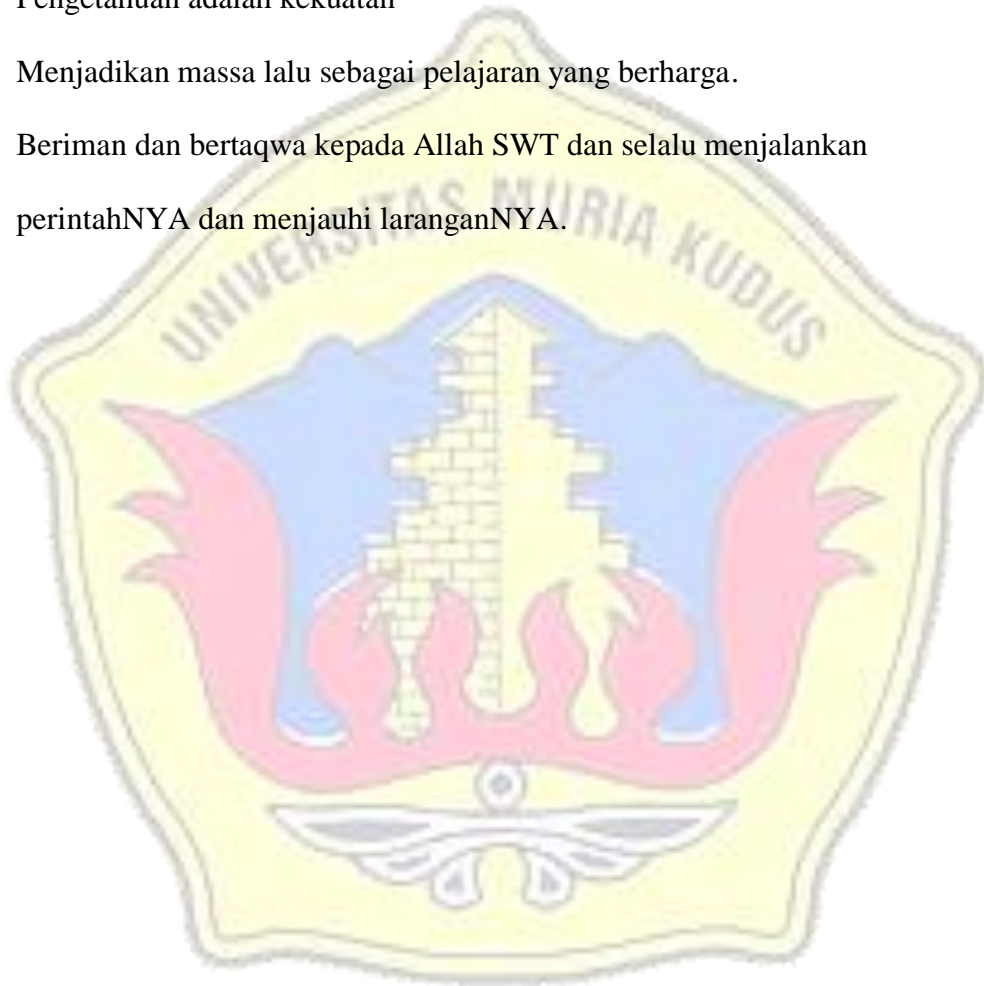 Pengetahuan adalah kekuatan
Menjadikan massa lalu sebagai pelajaran yang berharga.
Beriman dan bertaqwa kepada Allah SWT dan selalu menjalankan
perintahNYA dan menjauhi laranganNYA.
UNIVERSITAS MURIA KUDUS